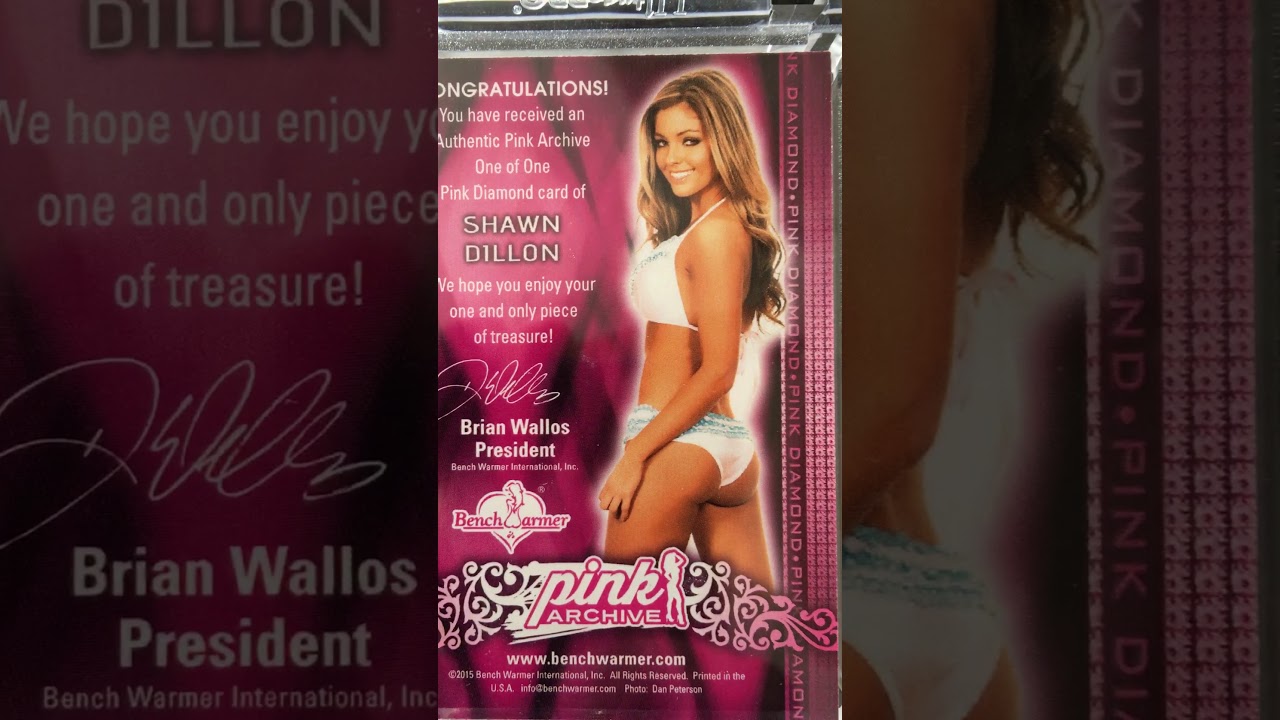 ONGRATULATIONS!
You have received an
Authentic Pink Archive
One of One
Pink Diamond card of
SHAWN
DILLON
We hope you enjoy your
one and only piece
of treasure!
Brian Wallos
President
Bench Warmer International, Inc.
Bench Warmer
®
pink
ARCHIVE
www.benchwarmer.com
©2015 Bench Warmer International, Inc. All Rights Reserved. Printed in the
U.S.A. info@benchwarmer.com Photo: Dan Peterson
NK DIAMOND•PINK DIAMOND•PINK DIAMOND•PIN
AMON
DILLON
We hope you enjoy y
one and only piece
of treasure!
Brian Wallos
President
Bench Warmer International, Inc
DIAMOND•PINK DI